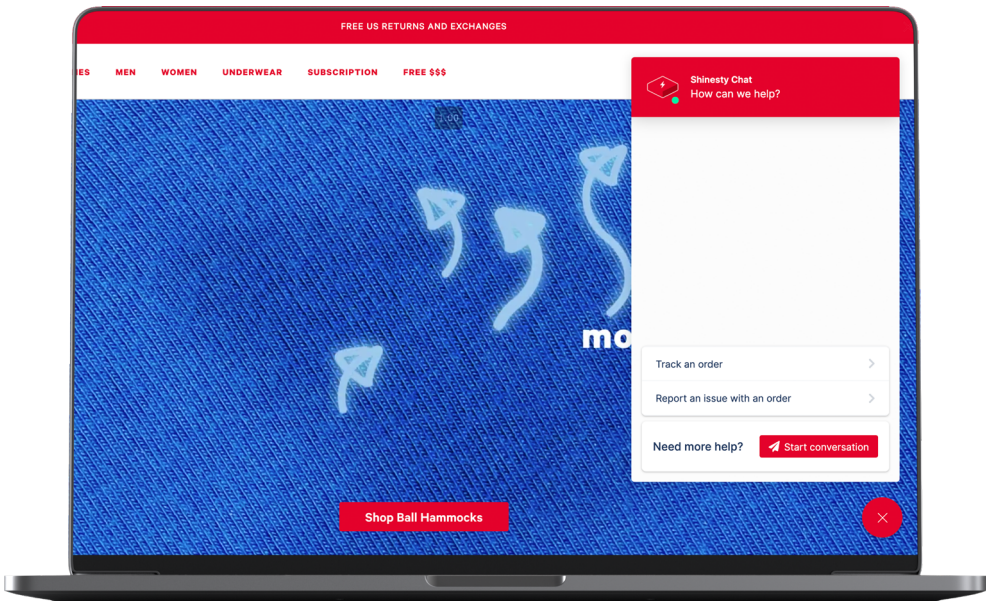 FREE US RETURNS AND EXCHANGES
MEN WOMEN UNDERWEAR SUBSCRIPTION FREE $$$
Shinesty Chat
How can we help?
mo
Track an order
Report an issue with an order
Need more help? Start conversation
Shop Ball Hammocks